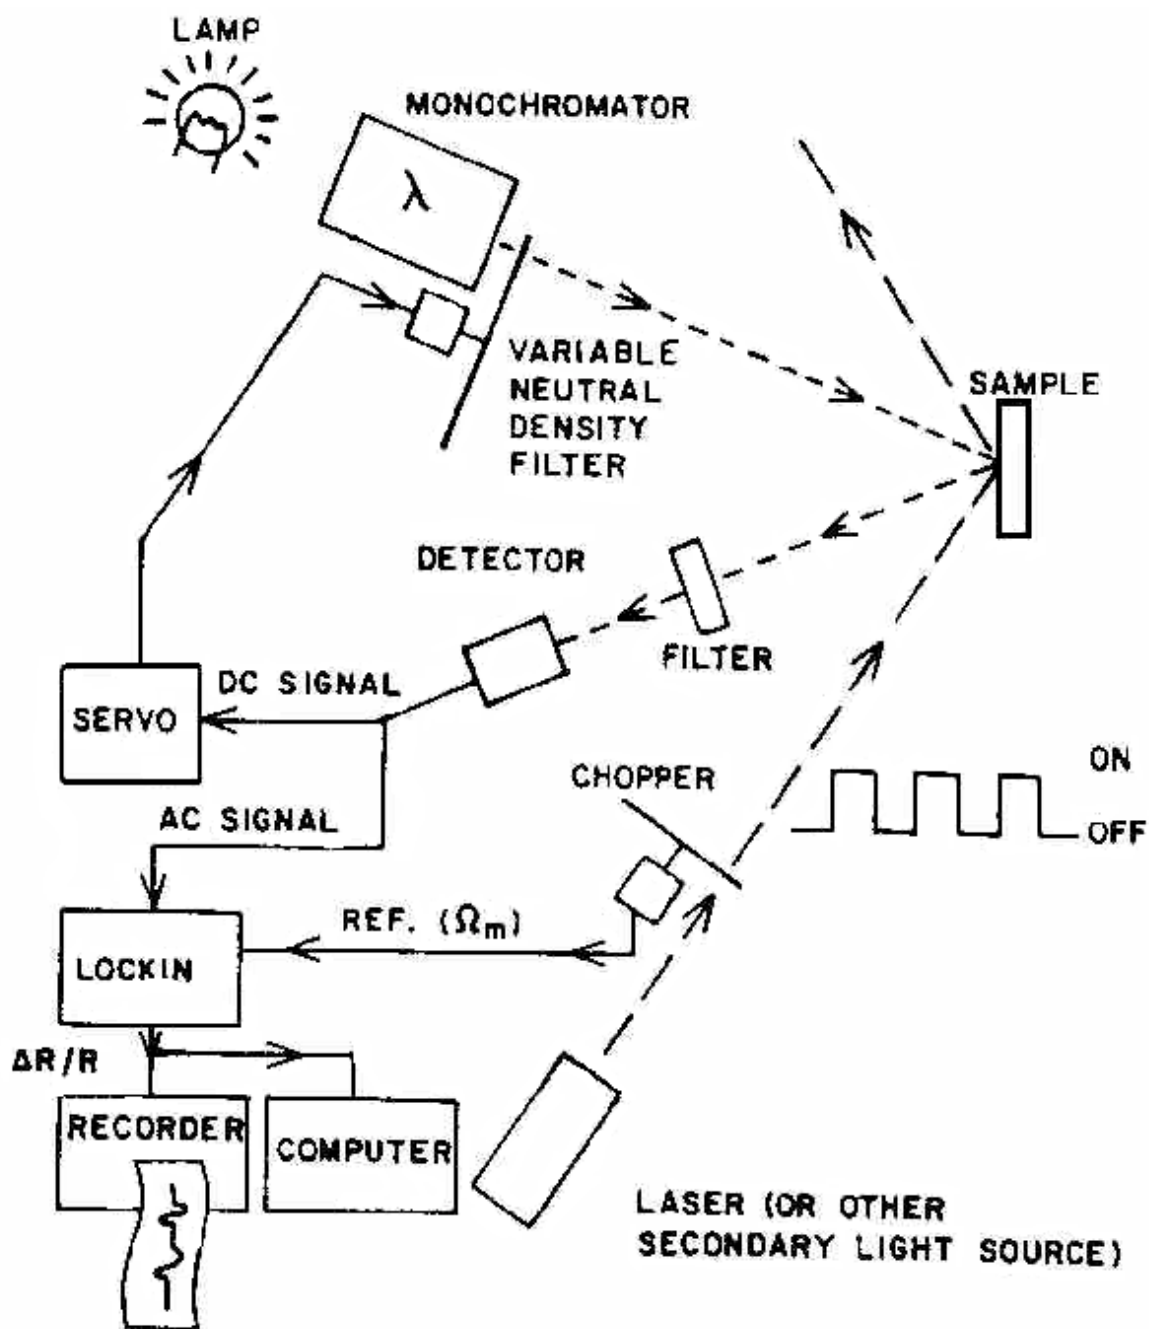 LAMP
MONOCHROMATOR
λ
VARIABLE
NEUTRAL
DENSITY
FILTER
SAMPLE
DETECTOR
FILTER
DC SIGNAL
SERVO
CHOPPER
ON
OFF
AC SIGNAL
REF. (Ωm)
LOCKIN
ΔR/R
RECORDER
COMPUTER
LASER (OR OTHER
SECONDARY LIGHT SOURCE)